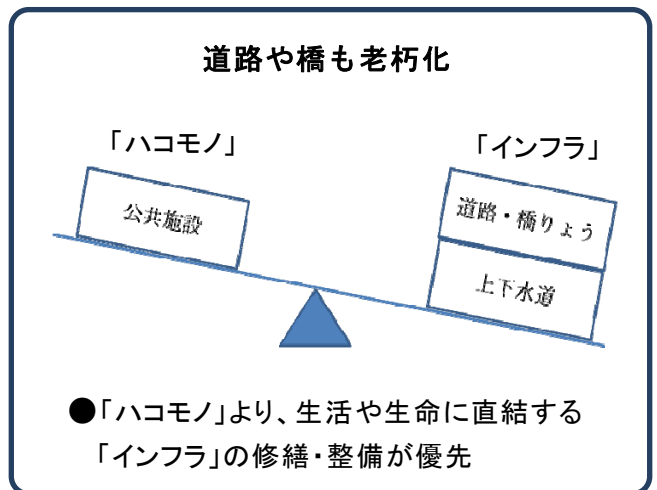 道路や橋も老朽化
「ハコモノ」
「インフラ」
公共施設
道路・橋りょう
上下水道
●「ハコモノ」より、生活や生命に直結する
「インフラ」の修繕・整備が優先